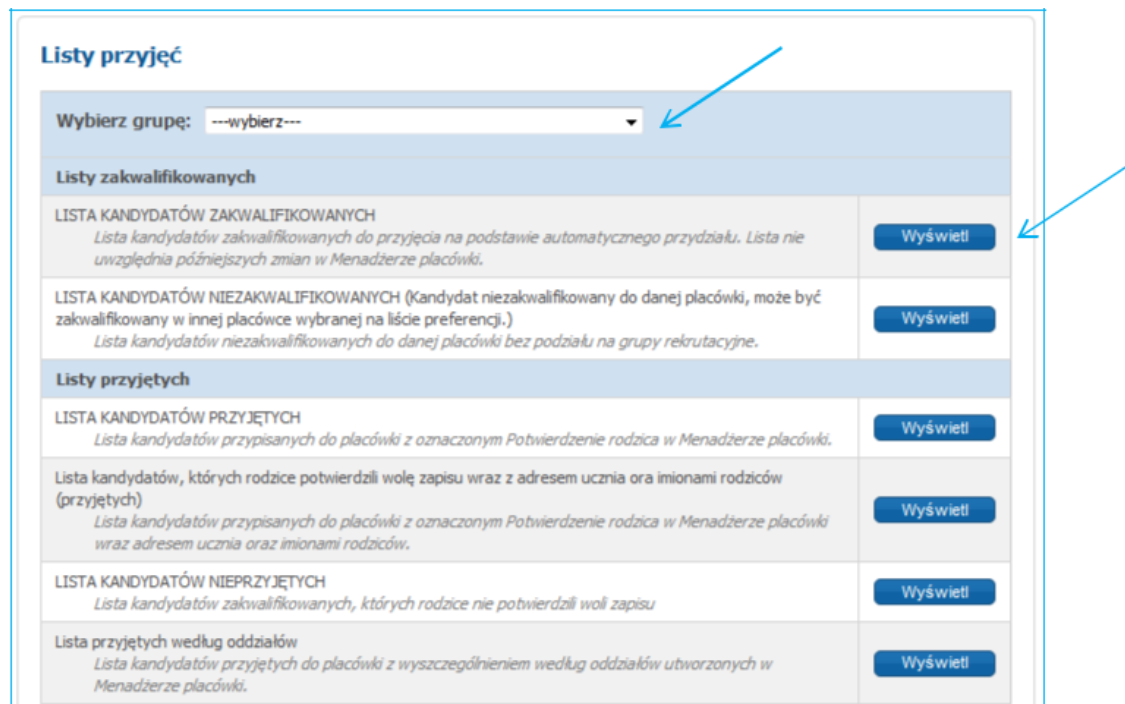 Listy przyjęć
Wybierz grupę: ---wybierz---
Listy zakwalifikowanych
LISTA KANDYDATÓW ZAKWALIFIKOWANYCH
Lista kandydatów zakwalifikowanych do przyjęcia na podstawie automatycznego przydziału. Lista nie
uwzględnia późniejszych zmian w Menadżerze placówki.
Wyświetl
LISTA KANDYDATÓW NIEZAKWALIFIKOWANYCH (Kandydat niezakwalifkowany do danej placówki, może być
zakwalifikowany w innej placówce wybranej na liście preferencji.)
Lista kandydatów niezakwalifikowanych do danej placówki bez podziału na grupy rekrutacyjne.
Wyświetl
Listy przyjętych
LISTA KANDYDATÓW PRZYJĘTYCH
Lista kandydatów przypisanych do placówki z oznaczonym Potwierdzenie rodzica w Menadżerze placówki.
Wyświetl
Lista kandydatów, których rodzice potwierdzili wolę zapisu wraz z adresem ucznia ora imionami rodziców
(przyjętych)
Lista kandydatów przypisanych do placówki z oznaczonym Potwierdzenie rodzica w Menadżerze placówki
wraz adresem ucznia oraz imionami rodziców.
Wyświetl
LISTA KANDYDATÓW NIEPRZYJĘTYCH
Lista kandydatów zakwalifikowanych, których rodzice nie potwierdzili woli zapisu
Wyświetl
Lista przyjętych według oddziałów
Lista kandydatów przyjętych do placówki z wyszczególnieniem według oddziałów utworzonych w
Menadżerze placówki.
Wyświetl